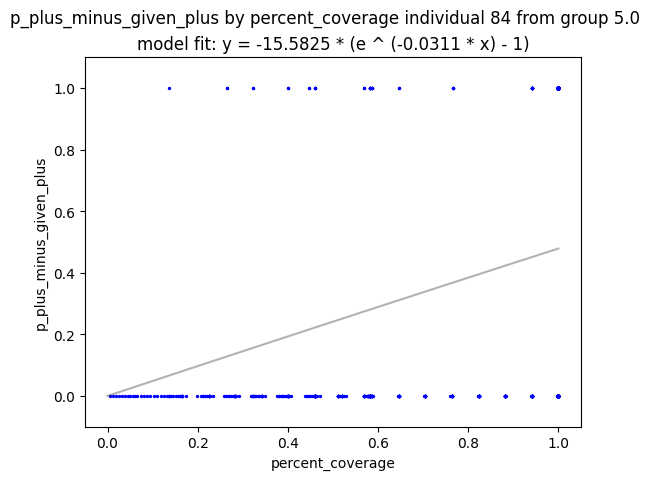 p_plus_minus_given_plus by percent_coverage individual 84 from group 5.0
model fit: y = -15.5825 * (e ^ (-0.0311 * x) - 1)
1.0
0.8
0.6
0.4
0.2
0.0
p_plus_minus_given_plus
0.0 0.2 0.4 0.6 0.8 1.0
percent_coverage